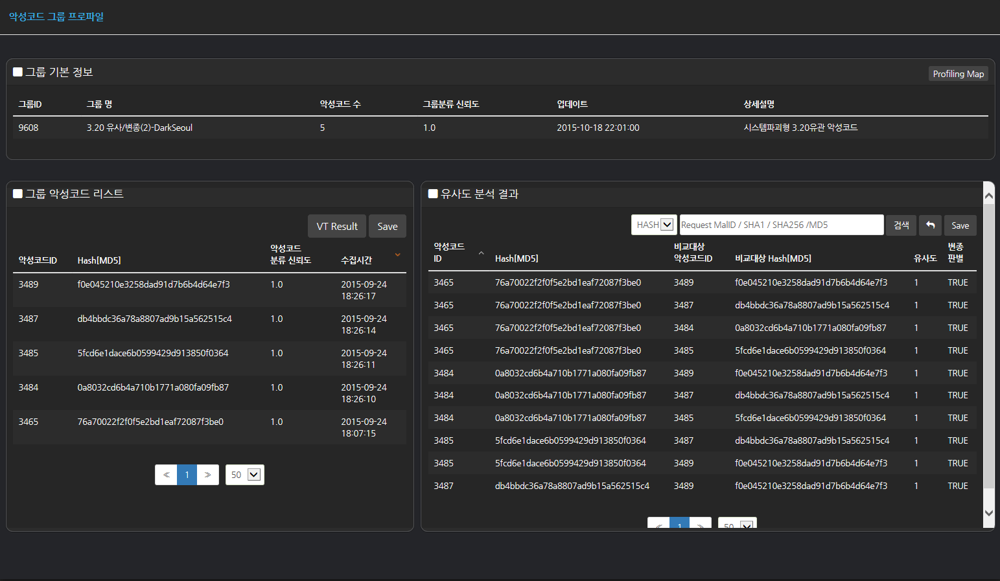 악성코드 그룹 프로파일
그룹 기본 정보
Profiling Map
그룹ID 그룹 명 악성코드 수 그룹분류 신뢰도 업데이트 상세설명
9608 3.20 유사/변종(2)-DarkSeoul 5 1.0 2015-10-18 22:01:00 시스템파괴형 3.20유관 악성코드
그룹 악성코드 리스트
VT Result Save
악성코드ID Hash[MD5] 악성코드 분류 신뢰도 수집시간
3489 f0e045210e3258dad91d7b6b4d64e7f3 1.0 2015-09-24 18:26:17
3487 db4bbdc36a78a8807ad9b15a562515c4 1.0 2015-09-24 18:26:14
3485 5fcd6e1dace6b0599429d913850f0364 1.0 2015-09-24 18:26:11
3484 0a8032cd6b4a710b1771a080fa09fb87 1.0 2015-09-24 18:26:10
3465 76a70022f2f0f5e2bd1eaf72087f3be0 1.0 2015-09-24 18:07:15
≪ 1 ≫ 50
유사도 분석 결과
HASH Request MalID / SHA1 / SHA256 /MD5 검색 Save
악성코드 ID Hash[MD5] 비교대상 악성코드ID 비교대상 Hash[MD5] 유사도 변종 판별
3465 76a70022f2f0f5e2bd1eaf72087f3be0 3489 f0e045210e3258dad91d7b6b4d64e7f3 1 TRUE
3465 76a70022f2f0f5e2bd1eaf72087f3be0 3487 db4bbdc36a78a8807ad9b15a562515c4 1 TRUE
3465 76a70022f2f0f5e2bd1eaf72087f3be0 3484 0a8032cd6b4a710b1771a080fa09fb87 1 TRUE
3465 76a70022f2f0f5e2bd1eaf72087f3be0 3485 5fcd6e1dace6b0599429d913850f0364 1 TRUE
3484 0a8032cd6b4a710b1771a080fa09fb87 3489 f0e045210e3258dad91d7b6b4d64e7f3 1 TRUE
3484 0a8032cd6b4a710b1771a080fa09fb87 3487 db4bbdc36a78a8807ad9b15a562515c4 1 TRUE
3484 0a8032cd6b4a710b1771a080fa09fb87 3485 5fcd6e1dace6b0599429d913850f0364 1 TRUE
3485 5fcd6e1dace6b0599429d913850f0364 3487 db4bbdc36a78a8807ad9b15a562515c4 1 TRUE
3485 5fcd6e1dace6b0599429d913850f0364 3489 f0e045210e3258dad91d7b6b4d64e7f3 1 TRUE
3487 db4bbdc36a78a8807ad9b15a562515c4 3489 f0e045210e3258dad91d7b6b4d64e7f3 1 TRUE
≪ 1 ≫ 50